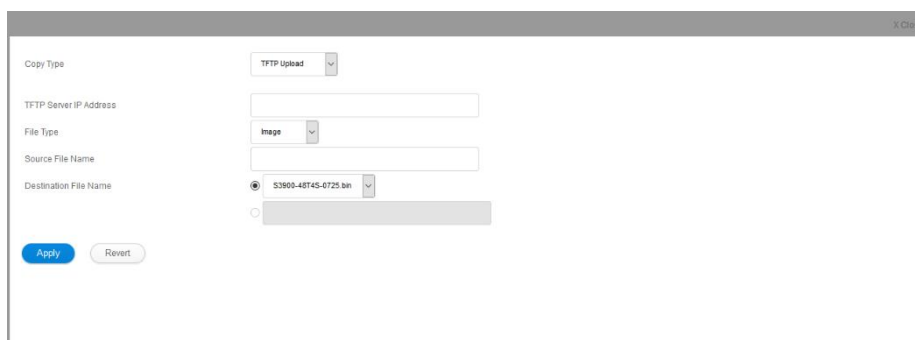 X Clo
Copy Type
TFTP Upload
TFTP Server IP Address
File Type
Image
Source File Name
Destination File Name
S3900-48T4S-0725.bin
Apply
Revert